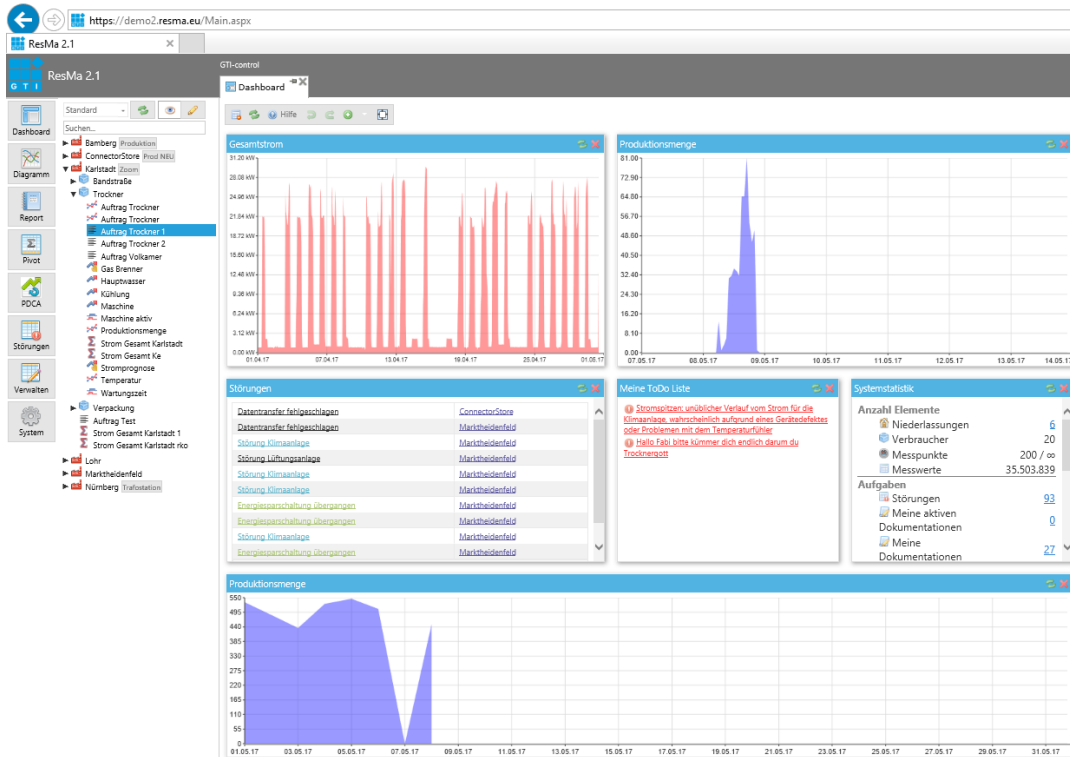 https://demo2.resma.eu/Main.aspx
ResMa 2.1
G T I
ResMa 2.1
GTI-control
Dashboard
Hilfe
Dashboard
Diagramm
Report
Pivot
PDCA
Störungen
Verwalten
System
Standard
Suchen...
Bamberg Produktion
ConnectorStore Prod NEU
Karlstadt Zoom
Bandstraße
Trockner
Auftrag Trockner
Auftrag Trockner
Auftrag Trockner 1
Auftrag Trockner 2
Auftrag Volkamer
Gas Brenner
Hauptwasser
Kühlung
Maschine
Maschine aktiv
Produktionsmenge
Strom Gesamt Karlstadt
Strom Gesamt Ke
Stromprognose
Temperatur
Wartungszeit
Verpackung
Auftrag Test
Strom Gesamt Karlstadt 1
Strom Gesamt Karlstadt rko
Lohr
Marktheidenfeld
Nürnberg Trafostation
Gesamtstrom
31.20 kW
28.08 kW
24.96 kW
21.84 kW
18.72 kW
15.60 kW
12.48 kW
9.36 kW
6.24 kW
3.12 kW
0.00 kW
01.04.17 07.04.17 13.04.17 19.04.17 25.04.17 01.05.17
Produktionsmenge
81.00
72.90
64.80
56.70
48.60
40.50
32.40
24.30
16.20
8.10
0.00
07.05.17 08.05.17 09.05.17 10.05.17 11.05.17 12.05.17 13.05.17 14.05.17
Störungen
Datentransfer fehlgeschlagen ConnectorStore
Datentransfer fehlgeschlagen Marktheidenfeld
Störung Klimaanlage Marktheidenfeld
Störung Lüftungsanlage Marktheidenfeld
Störung Klimaanlage Marktheidenfeld
Störung Klimaanlage Marktheidenfeld
Energiesparschaltung übergangen Marktheidenfeld
Energiesparschaltung übergangen Marktheidenfeld
Störung Klimaanlage Marktheidenfeld
Energiesparschaltung übergangen Marktheidenfeld
Meine ToDo Liste
Stromspitzen: unüblicher Verlauf vom Strom für die
Klimaanlage, wahrscheinlich aufgrund eines Gerätedefektes
oder Problemen mit dem Temperaturfühler
Hallo Fabi bitte kümmer dich endlich darum du
Trocknergott
Systemstatistik
Anzahl Elemente
Niederlassungen 6
Verbraucher 20
Messpunkte 200 / ∞
Messwerte 35.503.839
Aufgaben
Störungen 93
Meine aktiven
Dokumentationen 0
Meine
Dokumentationen 27
Produktionsmenge
550
495
440
385
330
275
220
165
110
55
0
01.05.17 03.05.17 05.05.17 07.05.17 09.05.17 11.05.17 13.05.17 15.05.17 17.05.17 19.05.17 21.05.17 23.05.17 25.05.17 27.05.17 29.05.17 31.05.17